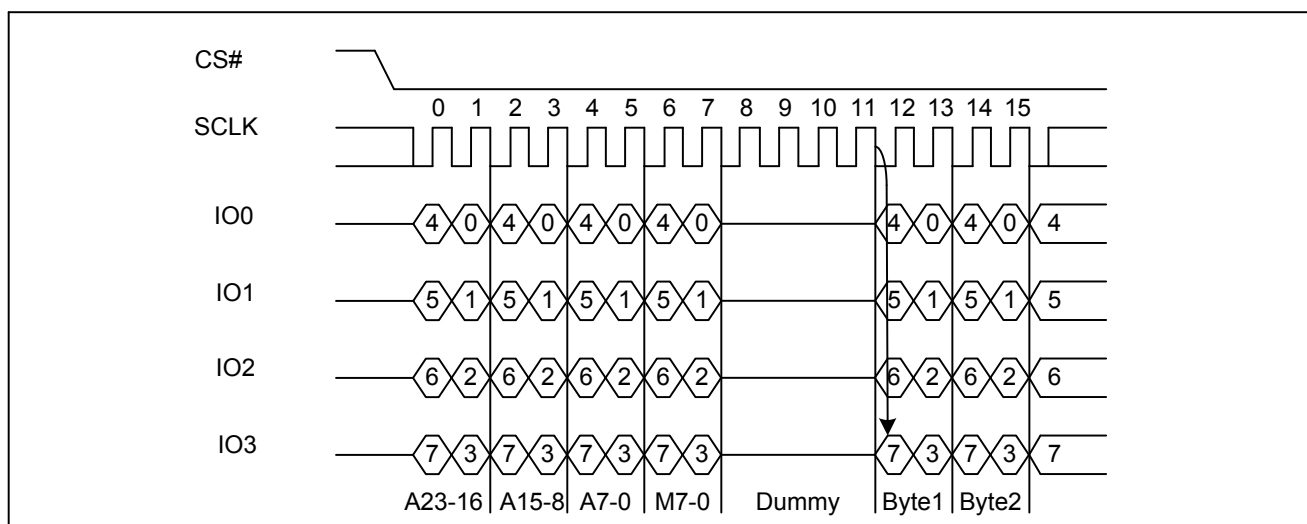 CS#
0 1 2 3 4 5 6 7 8 9 10 11 12 13 14 15
SCLK
IO0 4 0 4 0 4 0 4 0 4 0 4 0 4
IO1 5 1 5 1 5 1 5 1 5 1 5 1 5
IO2 6 2 6 2 6 2 6 2 6 2 6 2 6
IO3 7 3 7 3 7 3 7 3 7 3 7 3 7
A23-16 A15-8 A7-0 M7-0 Dummy Byte1 Byte2